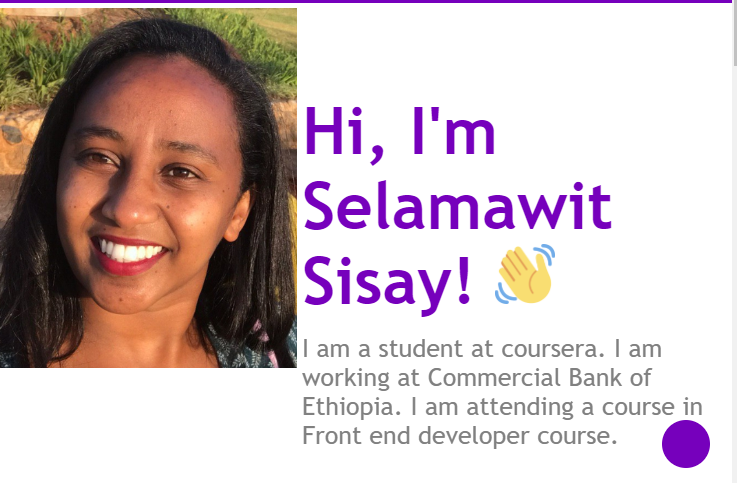 Hi, I'm
Selamawit
Sisay! 👋
I am a student at coursera. I am
working at Commercial Bank of
Ethiopia. I am attending a course in
Front end developer course.